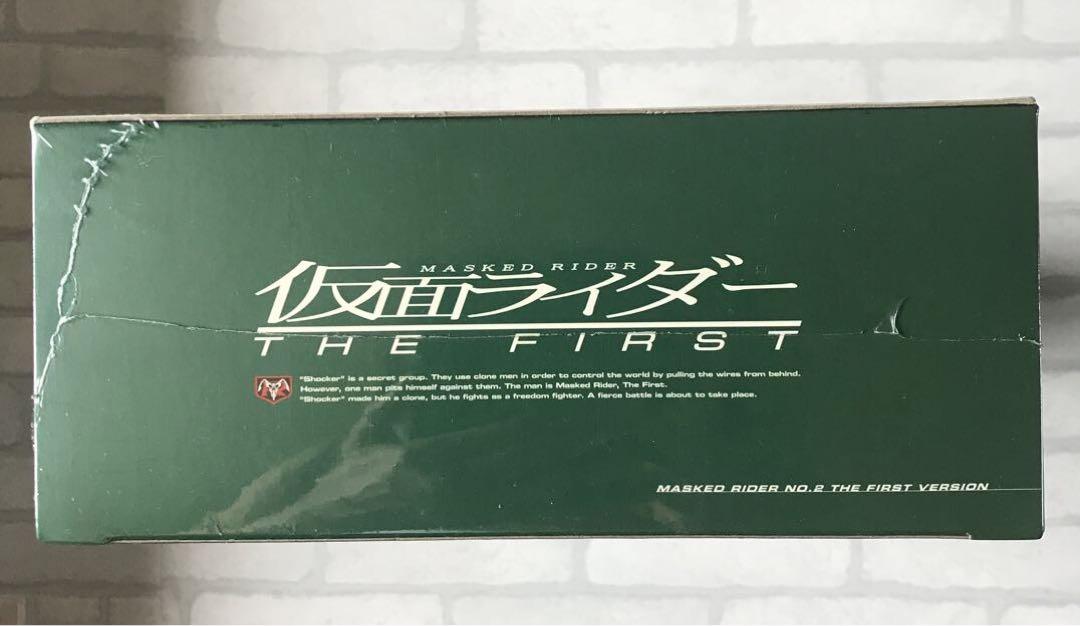 MASKED RIDER
仮面ライダー
THE FIRST
"Shocker" is a secret group. They use clone men in order to control the world by pulling the wires from behind.
However, one man pits himself against them. The man is Masked Rider, The First.
"Shocker" made him a clone, but he fights as a freedom fighter. A fierce battle is about to take place.
MASKED RIDER NO.2 THE FIRST VERSION